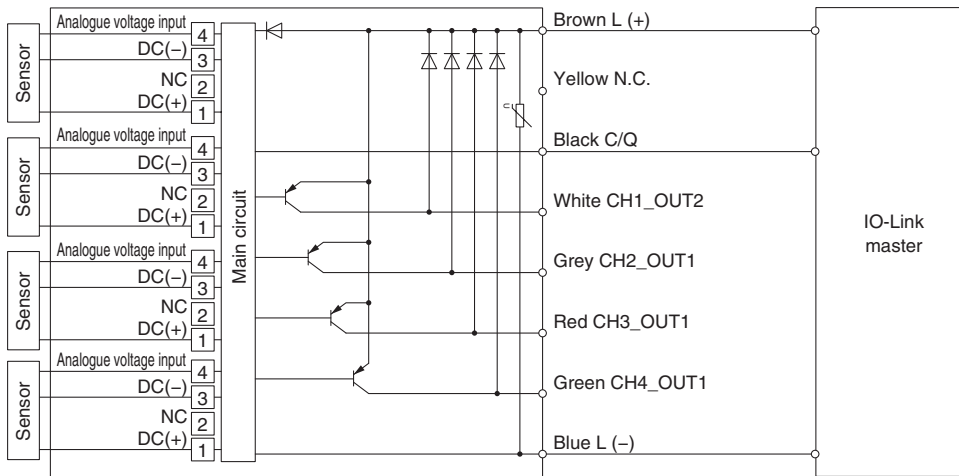 Sensor
Analogue voltage input 4
DC(−) 3
NC 2
DC(+) 1
Sensor
Analogue voltage input 4
DC(−) 3
NC 2
DC(+) 1
Sensor
Analogue voltage input 4
DC(−) 3
NC 2
DC(+) 1
Sensor
Analogue voltage input 4
DC(−) 3
NC 2
DC(+) 1
Main circuit
Brown L (+)
Yellow N.C.
Black C/Q
White CH1_OUT2
Grey CH2_OUT1
Red CH3_OUT1
Green CH4_OUT1
Blue L (−)
IO-Link
master